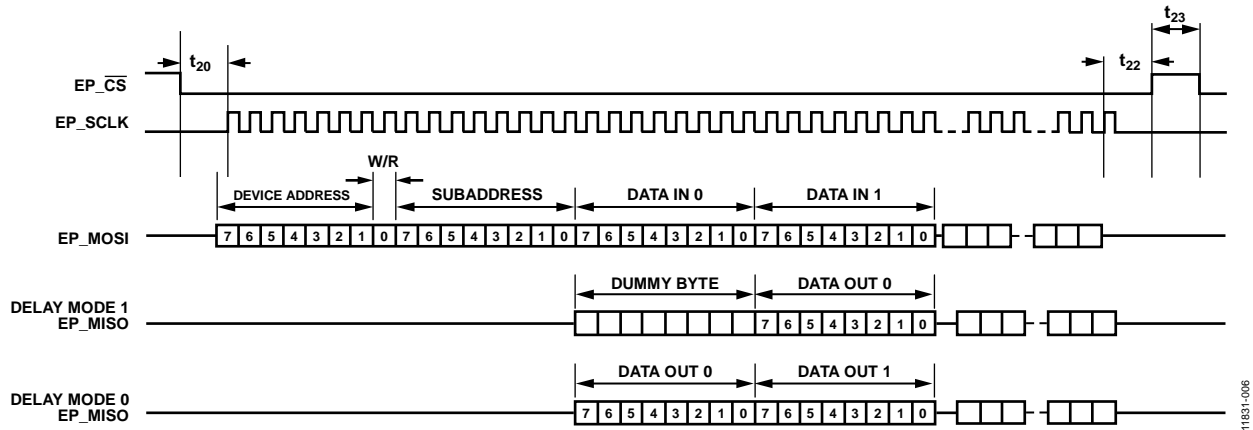 t23
t20
t22
EP_CS
EP_SCLK
W/R
DEVICE ADDRESS SUBADDRESS DATA IN 0 DATA IN 1
EP_MOSI 7 6 5 4 3 2 1 0 7 6 5 4 3 2 1 0 7 6 5 4 3 2 1 0 7 6 5 4 3 2 1 0
DUMMY BYTE DATA OUT 0
DELAY MODE 1
EP_MISO 7 6 5 4 3 2 1 0
DATA OUT 0 DATA OUT 1
DELAY MODE 0
EP_MISO 7 6 5 4 3 2 1 0 7 6 5 4 3 2 1 0
11831-006